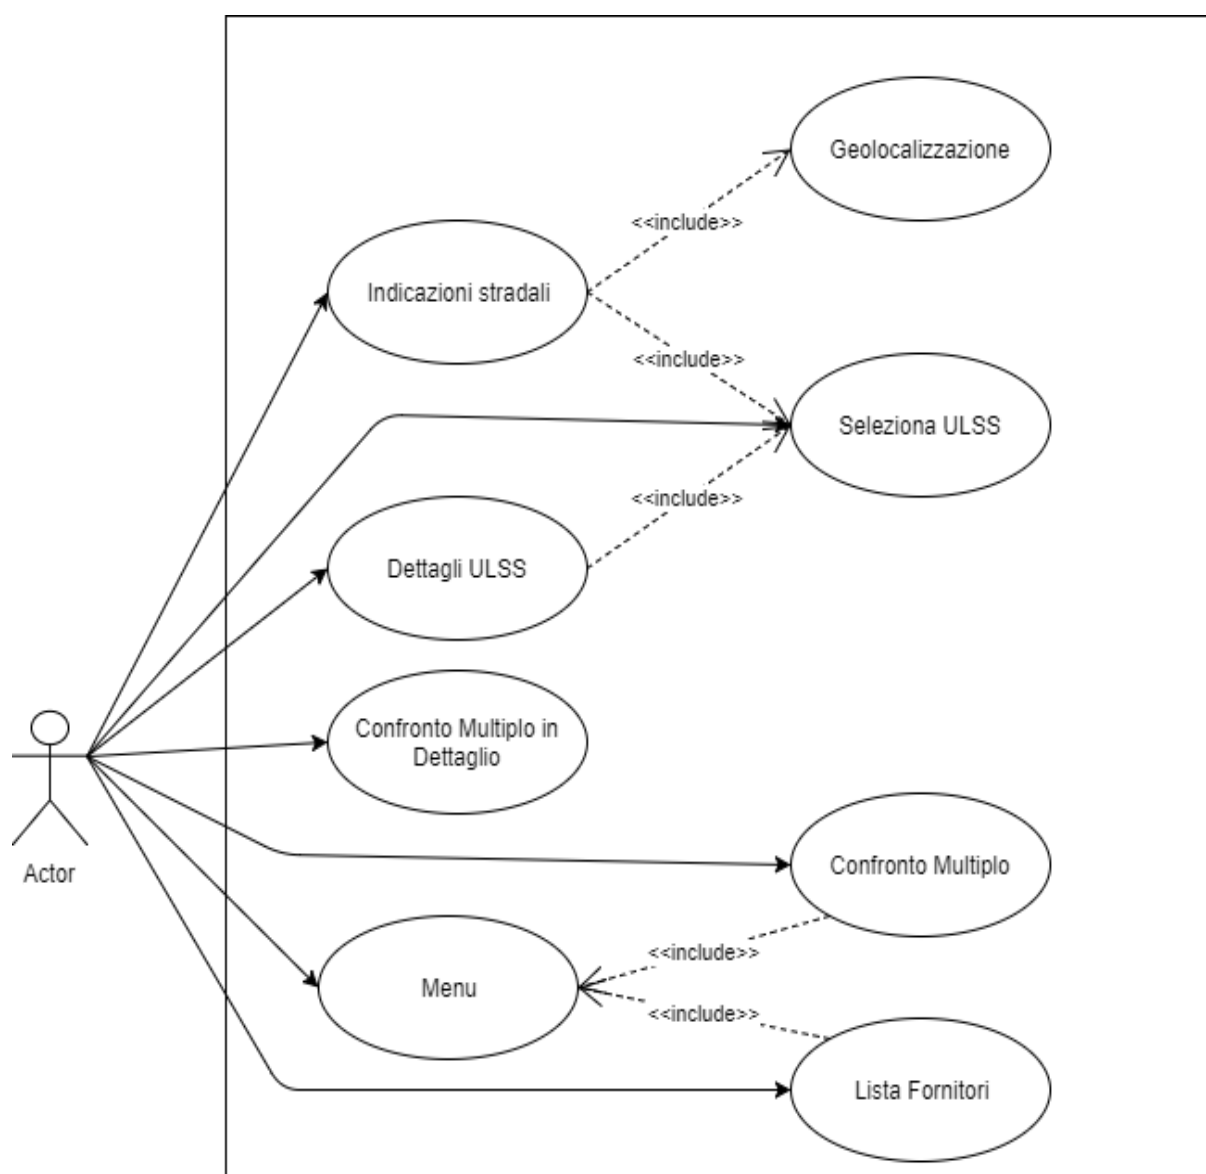 Geolocalizzazione
<<include>>
Indicazioni stradali
<<include>>
Seleziona ULSS
<<include>>
Dettagli ULSS
Confronto Multiplo in
Dettaglio
Actor
Confronto Multiplo
<<include>>
Menu
<<include>>
Lista Fornitori